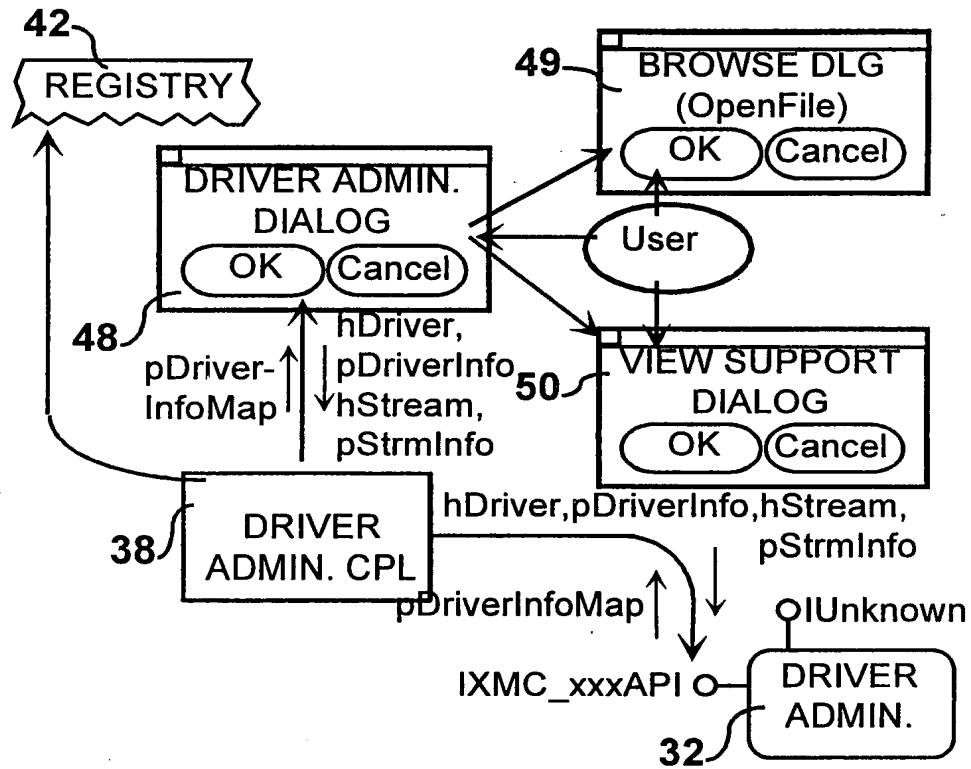 42
REGISTRY
49
BROWSE DLG
(OpenFile)
OK
Cancel
DRIVER ADMIN.
DIALOG
OK
Cancel
48
User
hDriver,
pDriverInfo
hStream,
pStrmInfo
pDriver-
InfoMap
50
VIEW SUPPORT
DIALOG
OK
Cancel
38
DRIVER
ADMIN. CPL
hDriver,pDriverInfo,hStream,
pStrmInfo
pDriverInfoMap
IUnknown
IXMC_xxxAPI
DRIVER
ADMIN.
32